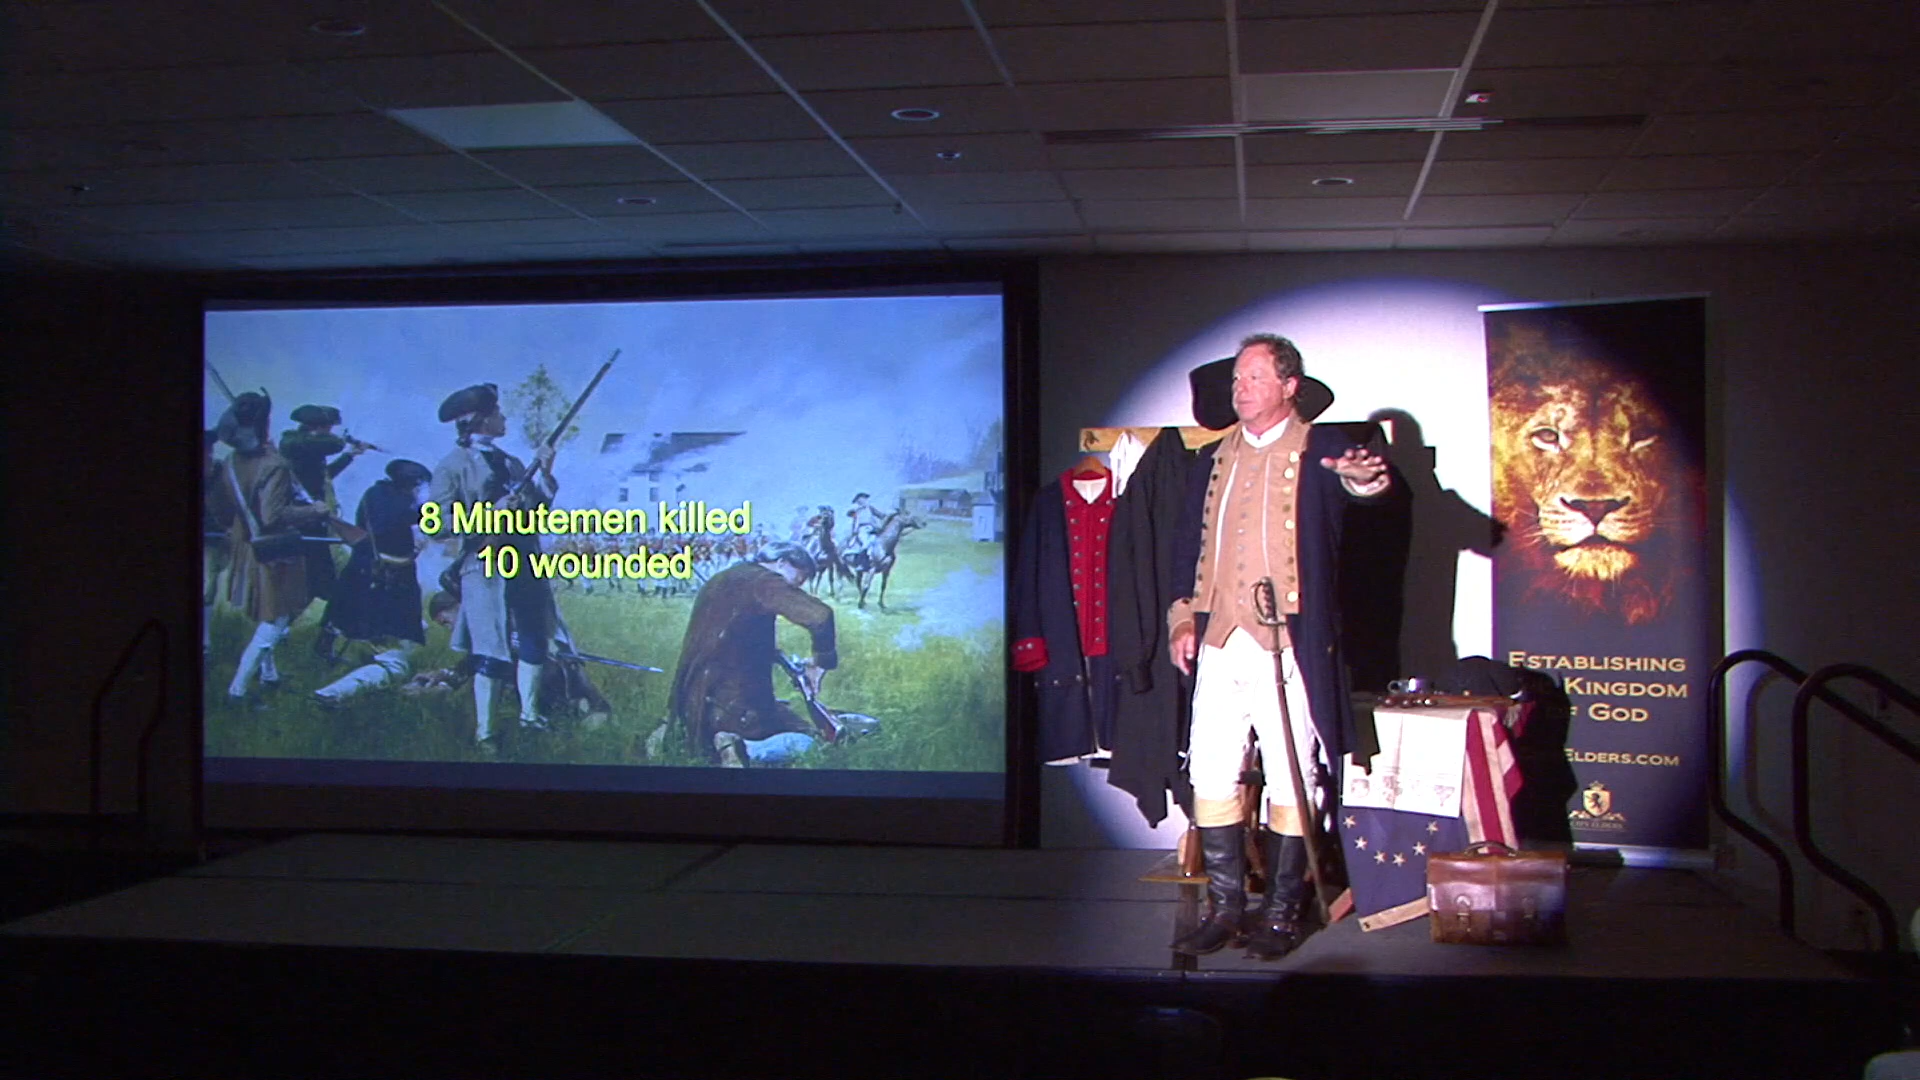 8 Minutemen killed
10 wounded
ESTABLISHING
KINGDOM
GOD
ELDERS.COM